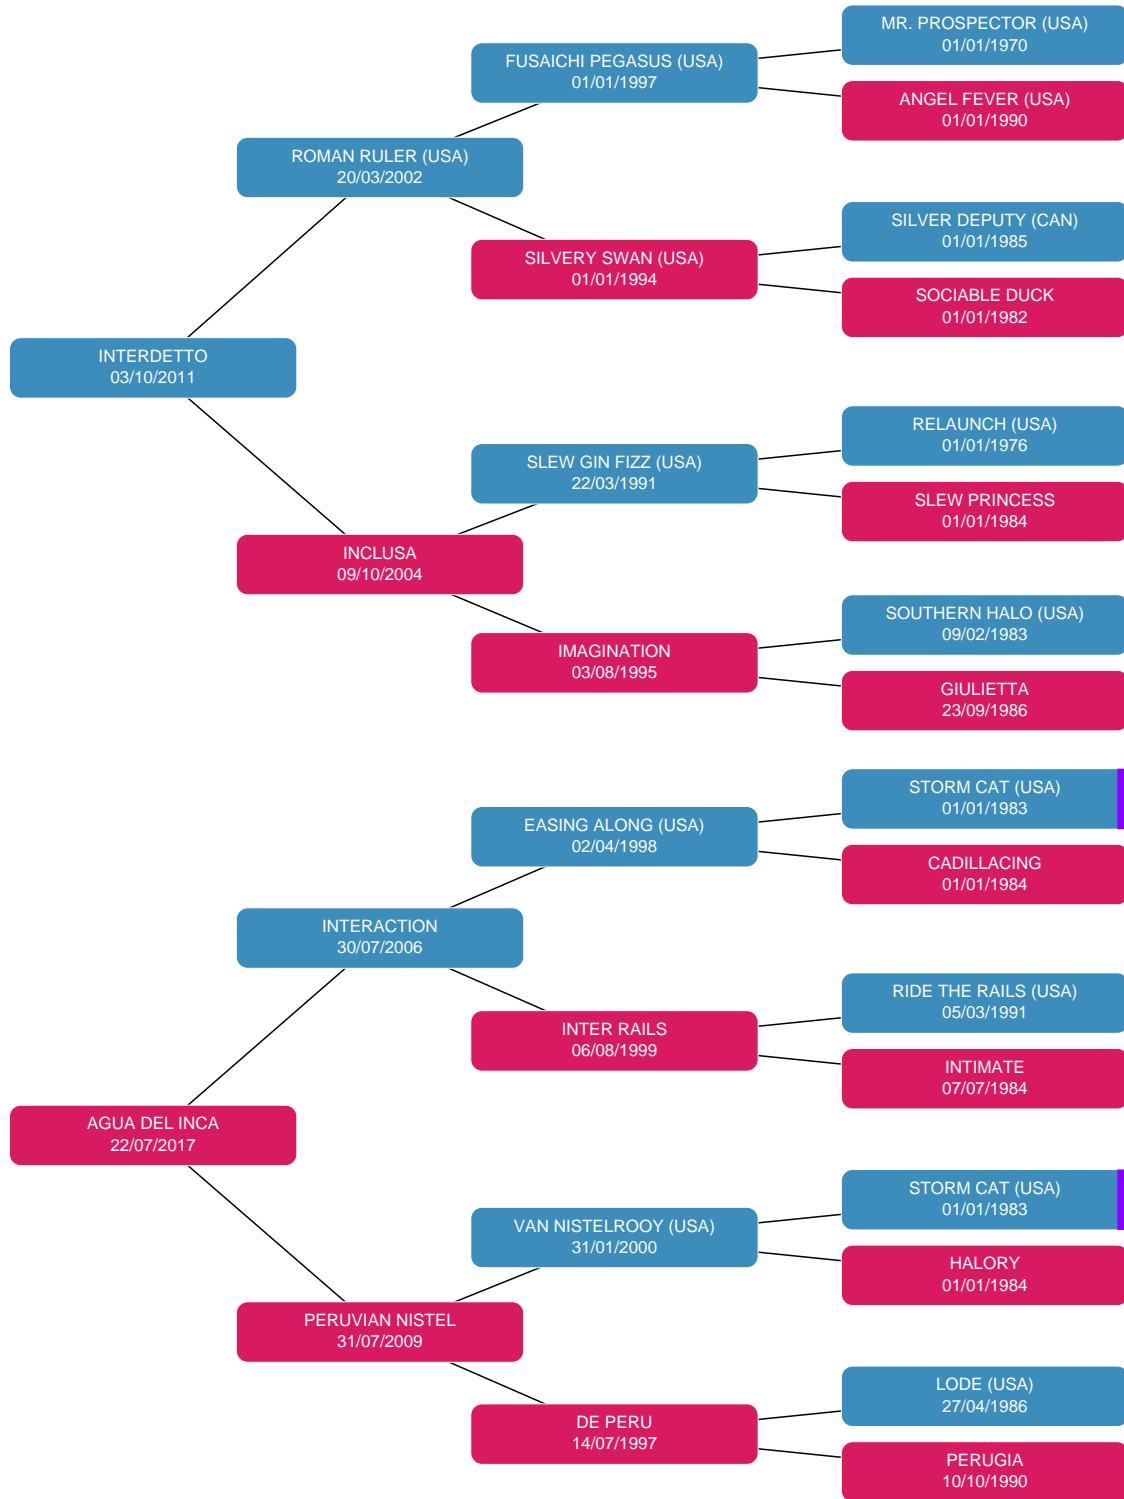 MR. PROSPECTOR (USA)
01/01/1970
FUSAICHI PEGASUS (USA)
01/01/1997
ANGEL FEVER (USA)
01/01/1990
ROMAN RULER (USA)
20/03/2002
SILVER DEPUTY (CAN)
01/01/1985
SILVERY SWAN (USA)
01/01/1994
SOCIABLE DUCK
01/01/1982
INTERDETTO
03/10/2011
RELAUNCH (USA)
01/01/1976
SLEW GIN FIZZ (USA)
22/03/1991
SLEW PRINCESS
01/01/1984
INCLUSA
09/10/2004
SOUTHERN HALO (USA)
09/02/1983
IMAGINATION
03/08/1995
GIULIETTA
23/09/1986
STORM CAT (USA)
01/01/1983
EASING ALONG (USA)
02/04/1998
CADILLACING
01/01/1984
INTERACTION
30/07/2006
RIDE THE RAILS (USA)
05/03/1991
INTER RAILS
06/08/1999
INTIMATE
07/07/1984
AGUA DEL INCA
22/07/2017
STORM CAT (USA)
01/01/1983
VAN NISTELROOY (USA)
31/01/2000
HALORY
01/01/1984
PERUVIAN NISTEL
31/07/2009
LODE (USA)
27/04/1986
DE PERU
14/07/1997
PERUGIA
10/10/1990